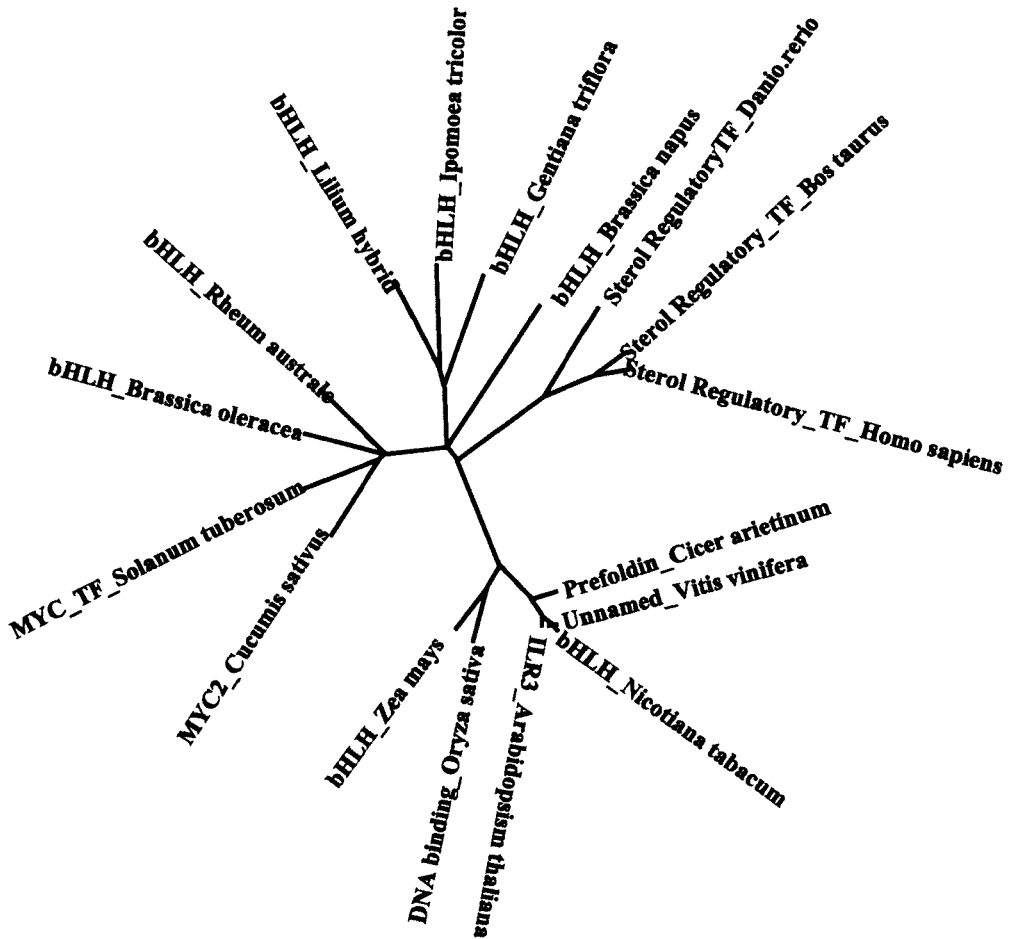 bHLH_Ipomoea tricolor
bHLH_Gentiana triflora
Sterol RegulatoryTF_Danio.rerio
bHLH_Lilium hybrid
bHLH_Brassica napus
Sterol Regulatory_TF_Bos taurus
bHLH_Rheum australe
bHLH_Brassica oleracea
Sterol Regulatory_TF_Homo sapiens
MYC_TF_Solanum tuberosum
MYC2_Cucumis sativus
Prefoldin_Cicer arietinum
Unnamed_Vitis vinifera
bHLH_Nicotiana tabacum
bHLH_Zea mays
DNA binding_Oryza sativa
ILR3_Arabidopsism thaliana